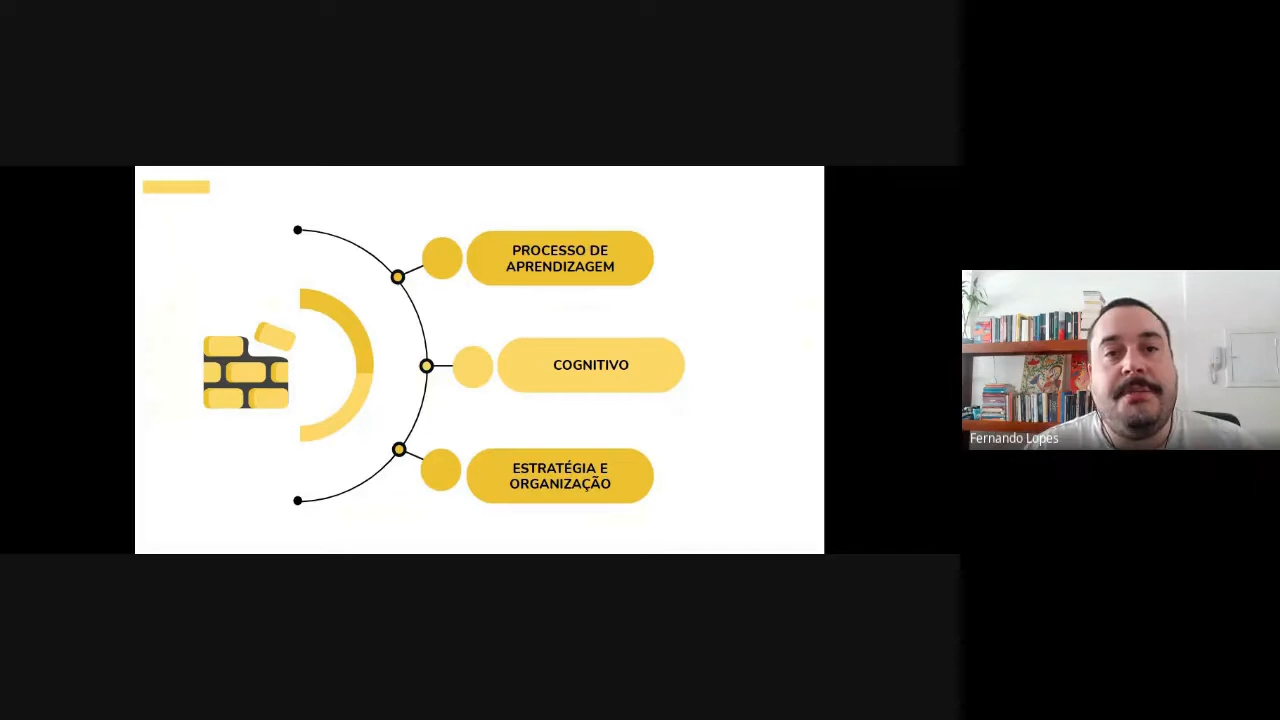 PROCESSO DE
APRENDIZAGEM
COGNITIVO
ESTRATÉGIA E
ORGANIZAÇÃO
Fernando Lopes